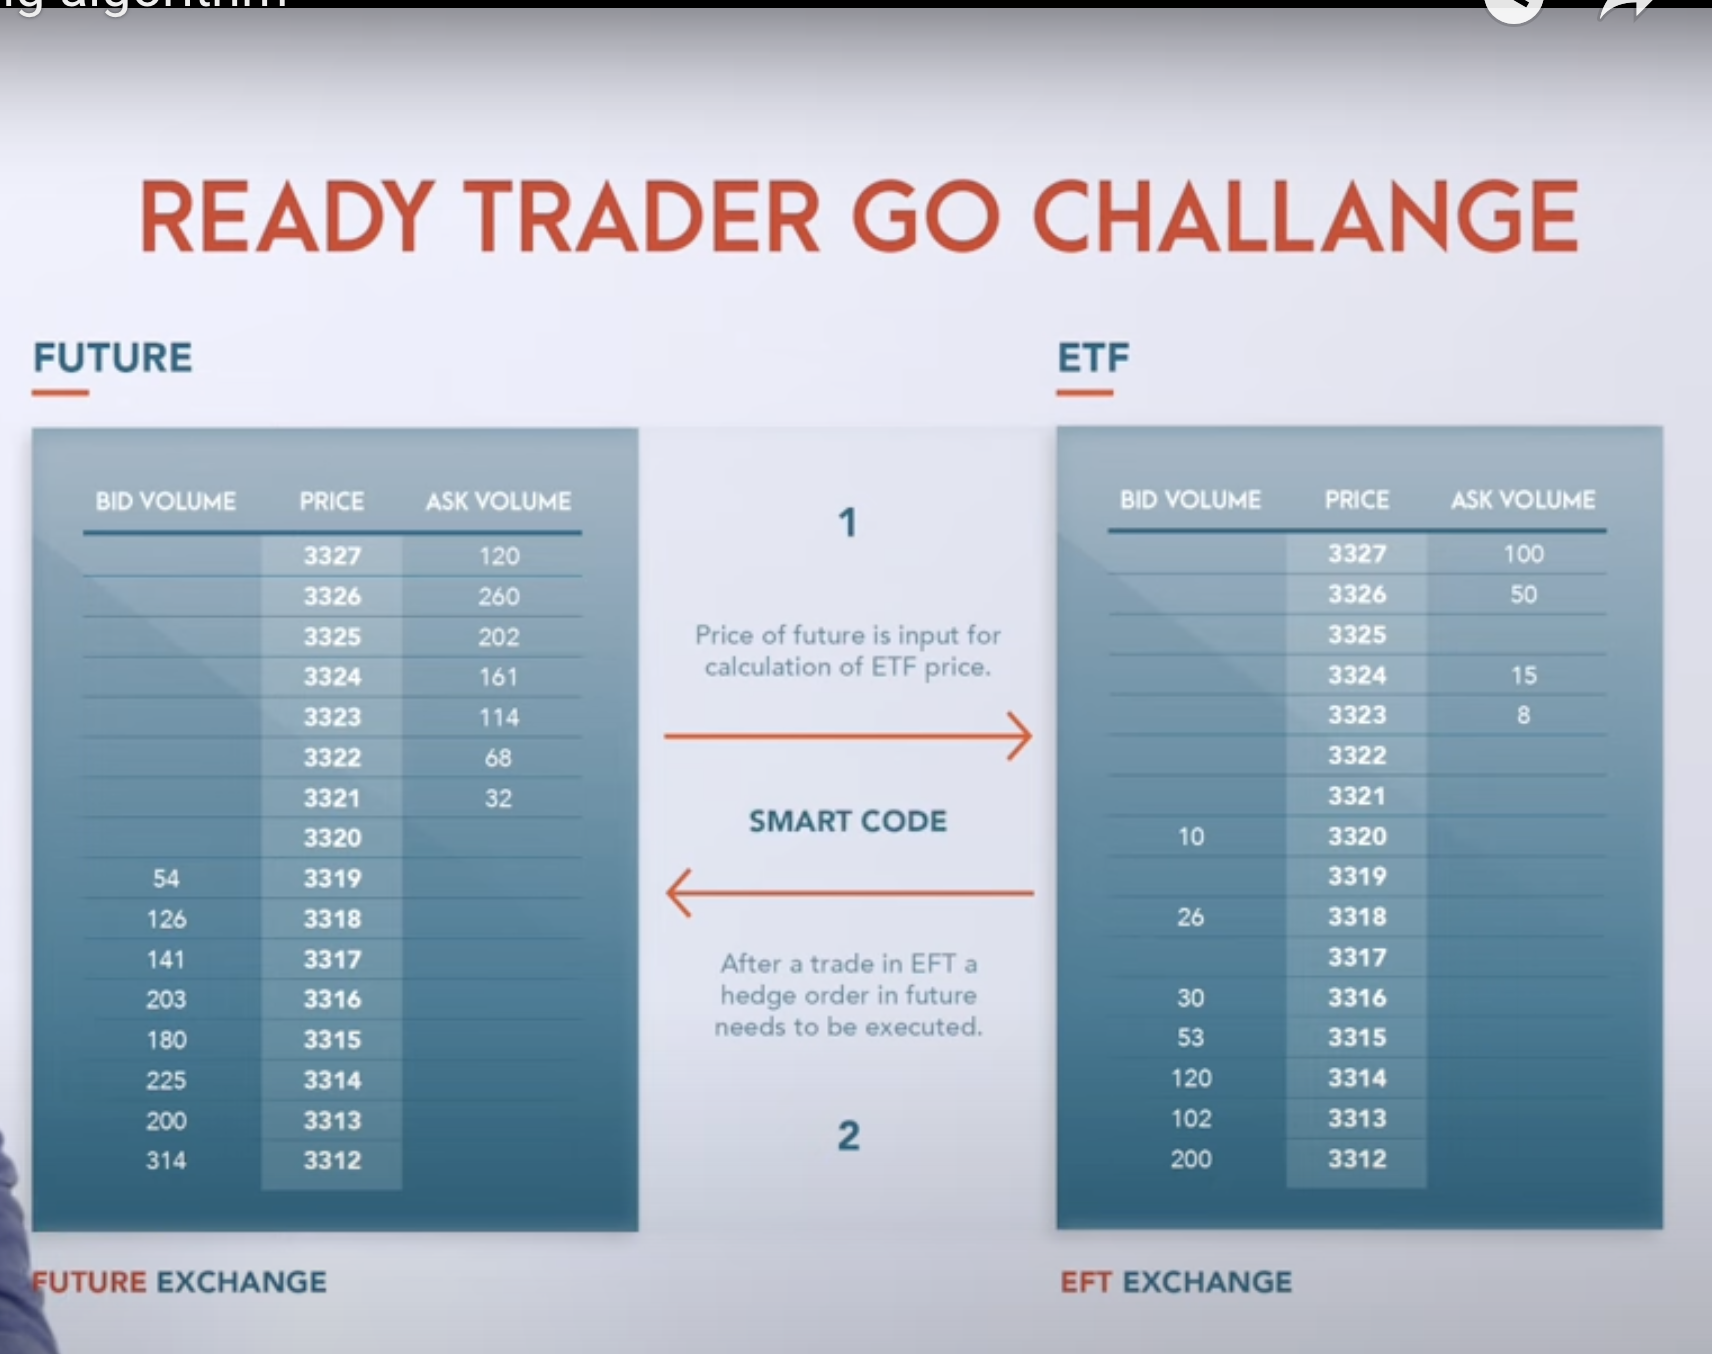 READY TRADER GO CHALLANGE
FUTURE
BID VOLUME PRICE ASK VOLUME
3327 120
3326 260
3325 202
3324 161
3323 114
3322 68
3321 32
3320
54 3319
126 3318
141 3317
203 3316
180 3315
225 3314
200 3313
314 3312
FUTURE EXCHANGE
1
Price of future is input for
calculation of ETF price.
SMART CODE
After a trade in EFT a
hedge order in future
needs to be executed.
2
ETF
BID VOLUME PRICE ASK VOLUME
3327 100
3326 50
3325
3324 15
3323 8
3322
3321
10 3320
3319
26 3318
3317
30 3316
53 3315
120 3314
102 3313
200 3312
EFT EXCHANGE